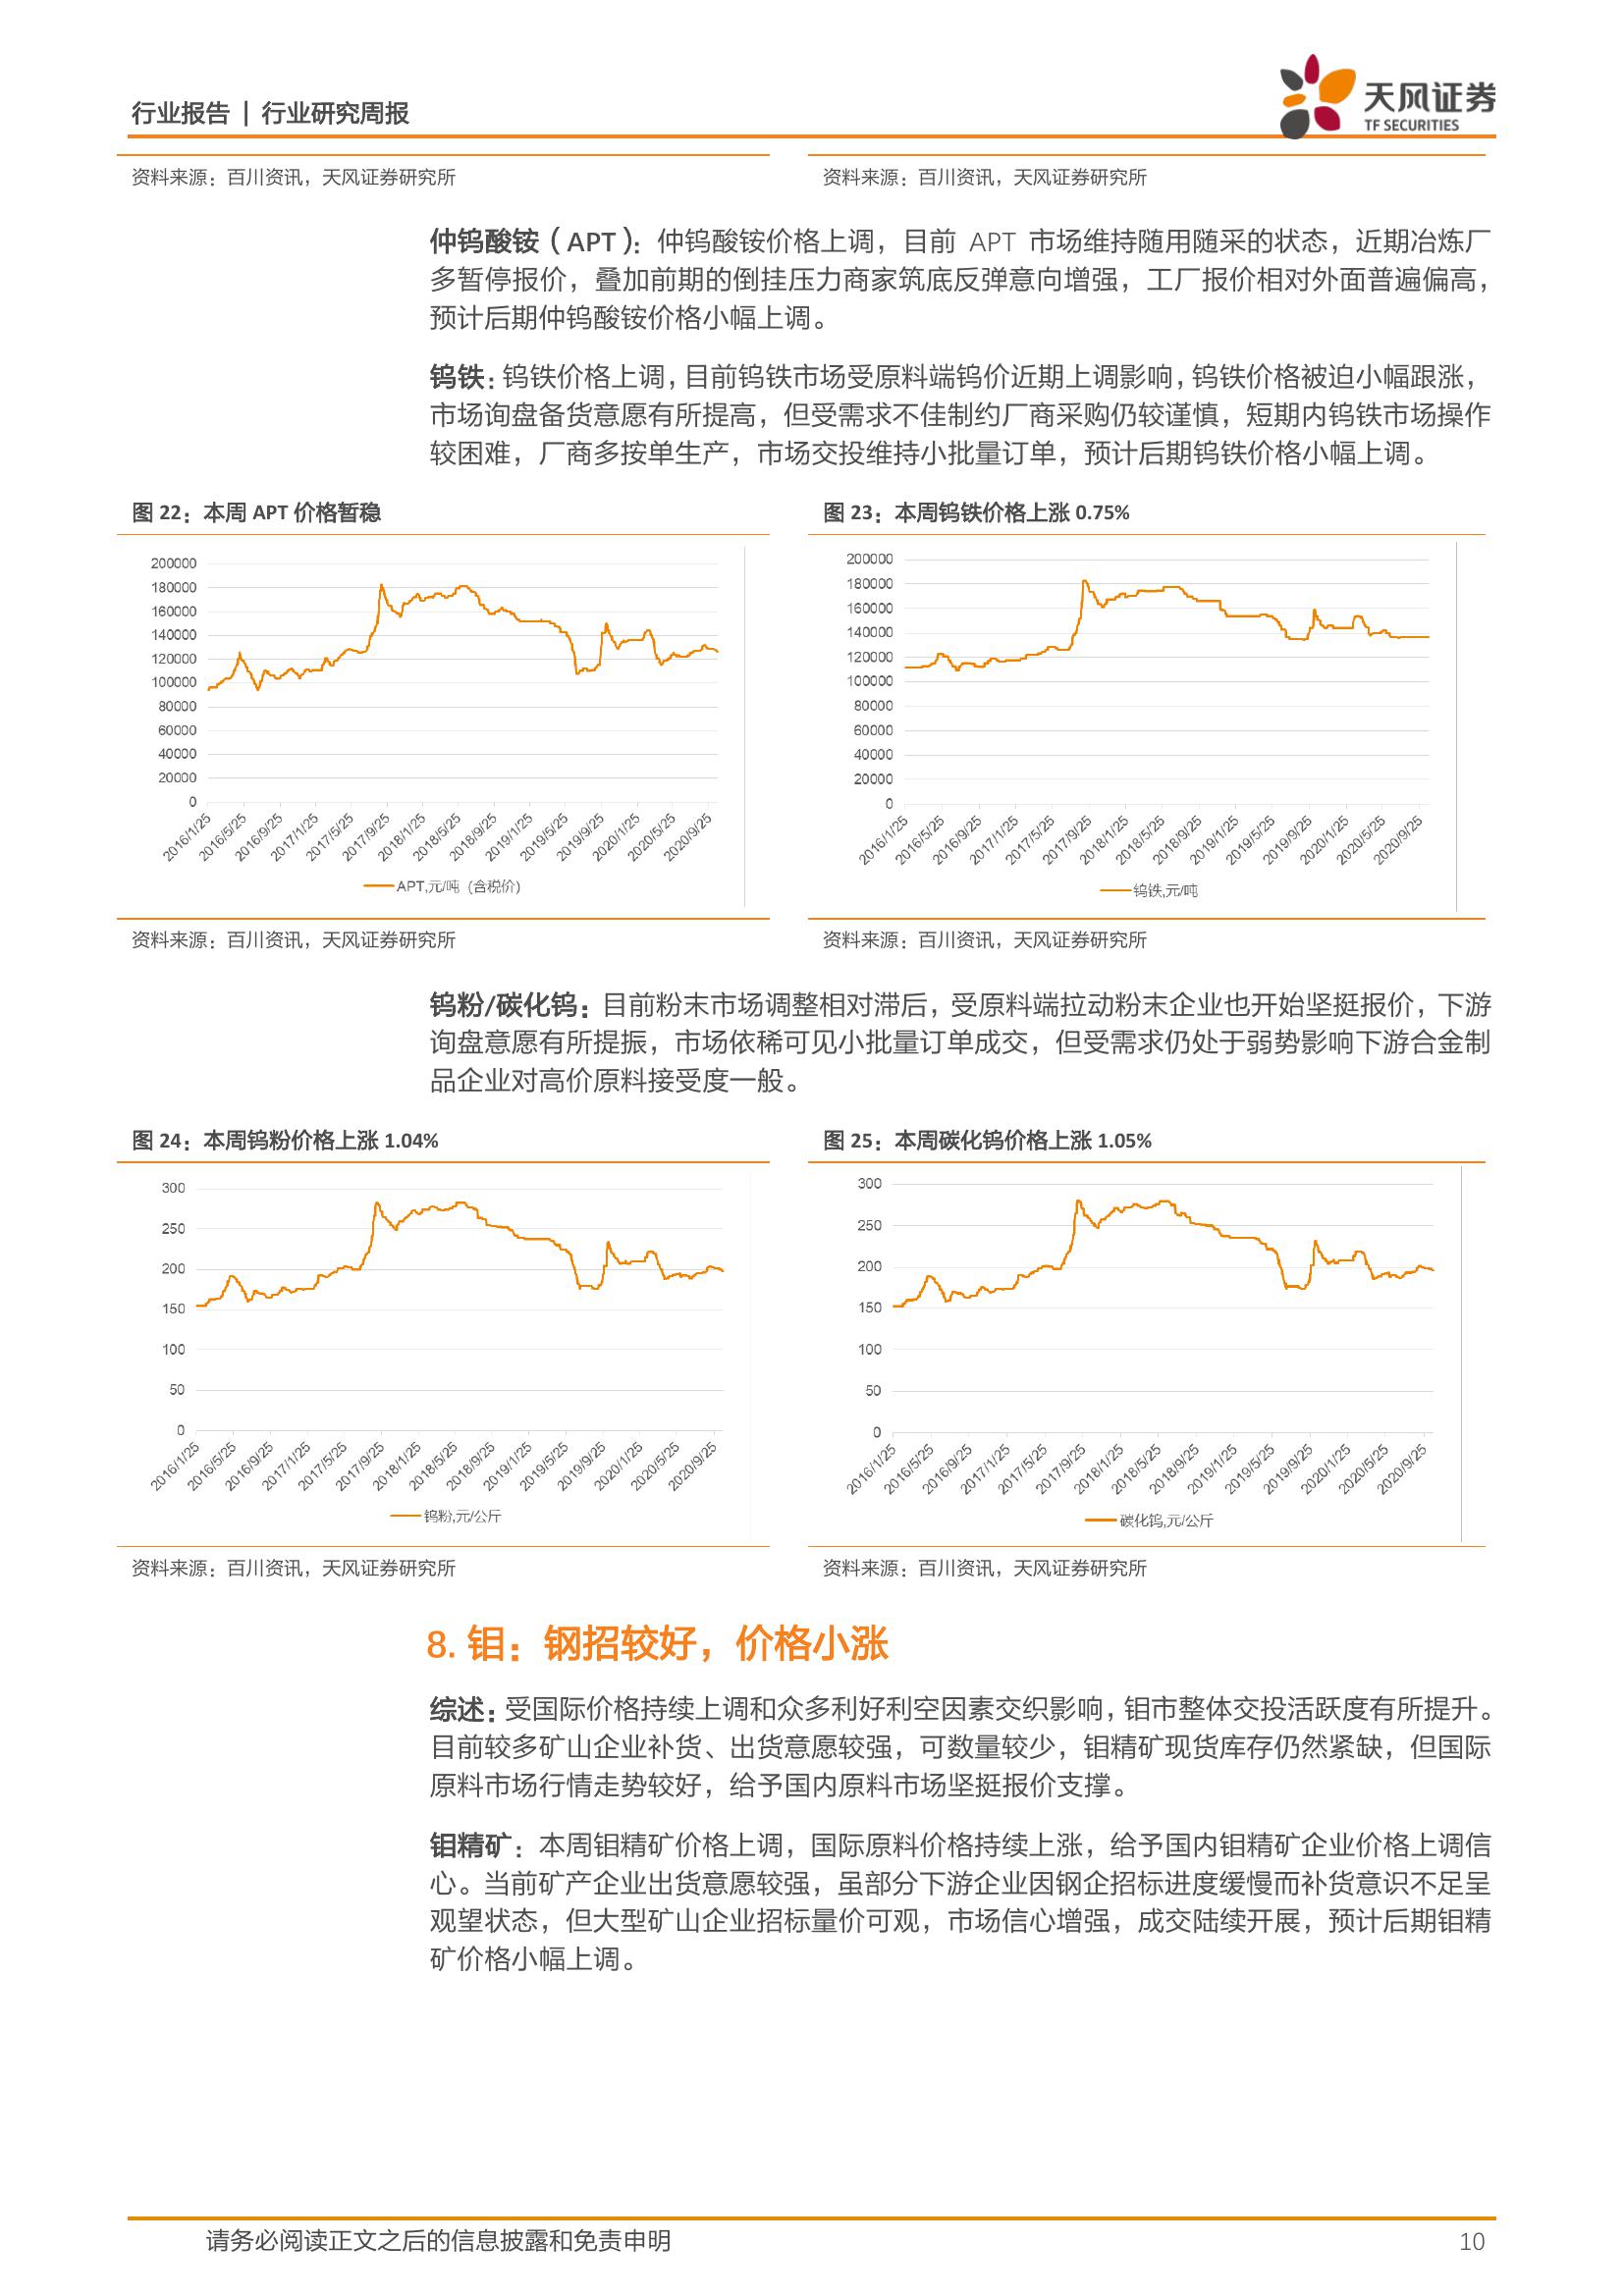 行业报告 | 行业研究周报
天风证券
TF SECURITIES
资料来源：百川资讯，天风证券研究所
资料来源：百川资讯，天风证券研究所
仲钨酸铵（APT）：仲钨酸铵价格上调，目前 APT 市场维持随用随采的状态，近期冶炼厂
多暂停报价，叠加前期的倒挂压力商家筑底反弹意向增强，工厂报价相对外面普遍偏高，
预计后期仲钨酸铵价格小幅上调。
钨铁：钨铁价格上调，目前钨铁市场受原料端钨价近期上调影响，钨铁价格被迫小幅跟涨，
市场询盘备货意愿有所提高，但受需求不佳制约厂商采购仍较谨慎，短期内钨铁市场操作
较困难，厂商多按单生产，市场交投维持小批量订单，预计后期钨铁价格小幅上调。
图 22：本周 APT 价格暂稳
200000
180000
160000
140000
120000
100000
80000
60000
40000
20000
0
2016/1/25
2016/5/25
2016/9/25
2017/1/25
2017/5/25
2017/9/25
2018/1/25
2018/5/25
2018/9/25
2019/1/25
2019/5/25
2019/9/25
2020/1/25
2020/5/25
2020/9/25
APT,元/吨（含税价）
图 23：本周钨铁价格上涨 0.75%
200000
180000
160000
140000
120000
100000
80000
60000
40000
20000
0
2016/1/25
2016/5/25
2016/9/25
2017/1/25
2017/5/25
2017/9/25
2018/1/25
2018/5/25
2018/9/25
2019/1/25
2019/5/25
2019/9/25
2020/1/25
2020/5/25
2020/9/25
钨铁,元/吨
资料来源：百川资讯，天风证券研究所
资料来源：百川资讯，天风证券研究所
钨粉/碳化钨：目前粉末市场调整相对滞后，受原料端拉动粉末企业也开始坚挺报价，下游
询盘意愿有所提振，市场依稀可见小批量订单成交，但受需求仍处于弱势影响下游合金制
品企业对高价原料接受度一般。
图 24：本周钨粉价格上涨 1.04%
300
250
200
150
100
50
0
2016/1/25
2016/5/25
2016/9/25
2017/1/25
2017/5/25
2017/9/25
2018/1/25
2018/5/25
2018/9/25
2019/1/25
2019/5/25
2019/9/25
2020/1/25
2020/5/25
2020/9/25
钨粉,元/公斤
图 25：本周碳化钨价格上涨 1.05%
300
250
200
150
100
50
0
2016/1/25
2016/5/25
2016/9/25
2017/1/25
2017/5/25
2017/9/25
2018/1/25
2018/5/25
2018/9/25
2019/1/25
2019/5/25
2019/9/25
2020/1/25
2020/5/25
2020/9/25
碳化钨,元/公斤
资料来源：百川资讯，天风证券研究所
资料来源：百川资讯，天风证券研究所
8. 钼：钢招较好，价格小涨
综述：受国际价格持续上调和众多利好利空因素交织影响，钼市整体交投活跃度有所提升。
目前较多矿山企业补货、出货意愿较强，可数量较少，钼精矿现货库存仍然紧缺，但国际
原料市场行情走势较好，给予国内原料市场坚挺报价支撑。
钼精矿：本周钼精矿价格上调，国际原料价格持续上涨，给予国内钼精矿企业价格上调信
心。当前矿产企业出货意愿较强，虽部分下游企业因钢企招标进度缓慢而补货意识不足呈
观望状态，但大型矿山企业招标量价可观，市场信心增强，成交陆续开展，预计后期钼精
矿价格小幅上调。
请务必阅读正文之后的信息披露和免责申明
10